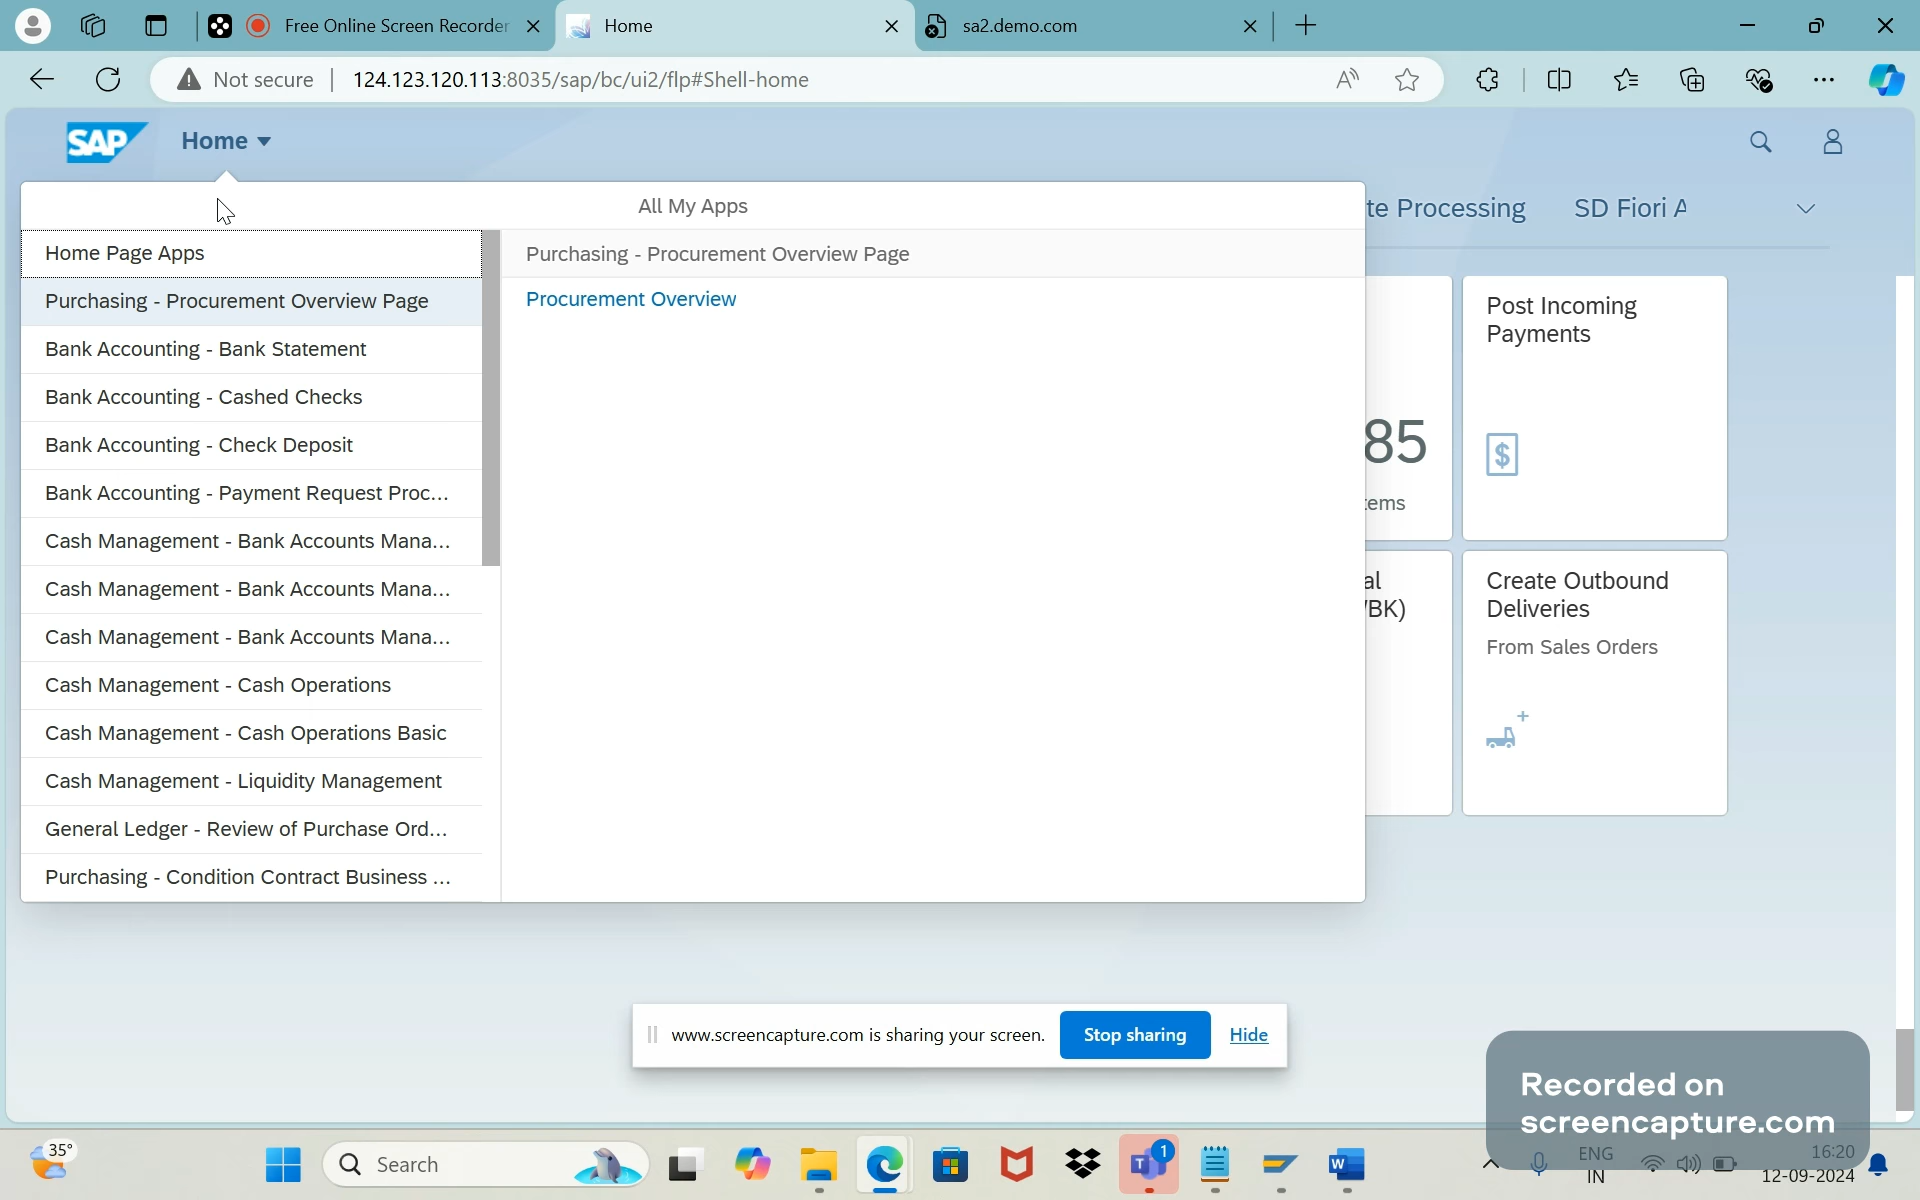 Free Online Screen Recorder
Home
sa2.demo.com
Not secure
124.123.120.113:8035/sap/bc/ui2/flp#Shell-home
SAP
Home
te Processing
SD Fiori A
All My Apps
Home Page Apps
Purchasing - Procurement Overview Page
Bank Accounting - Bank Statement
Bank Accounting - Cashed Checks
Bank Accounting - Check Deposit
Bank Accounting - Payment Request Proc...
Cash Management - Bank Accounts Mana...
Cash Management - Bank Accounts Mana...
Cash Management - Bank Accounts Mana...
Cash Management - Cash Operations
Cash Management - Cash Operations Basic
Cash Management - Liquidity Management
General Ledger - Review of Purchase Ord...
Purchasing - Condition Contract Business ...
Purchasing - Procurement Overview Page
Procurement Overview
85
tems
Post Incoming
Payments
al
/BK)
Create Outbound
Deliveries
From Sales Orders
www.screencapture.com is sharing your screen.
Stop sharing
Hide
Recorded on
screencapture.com
35°
Search
1
ENG
IN
16:20
12-09-2024